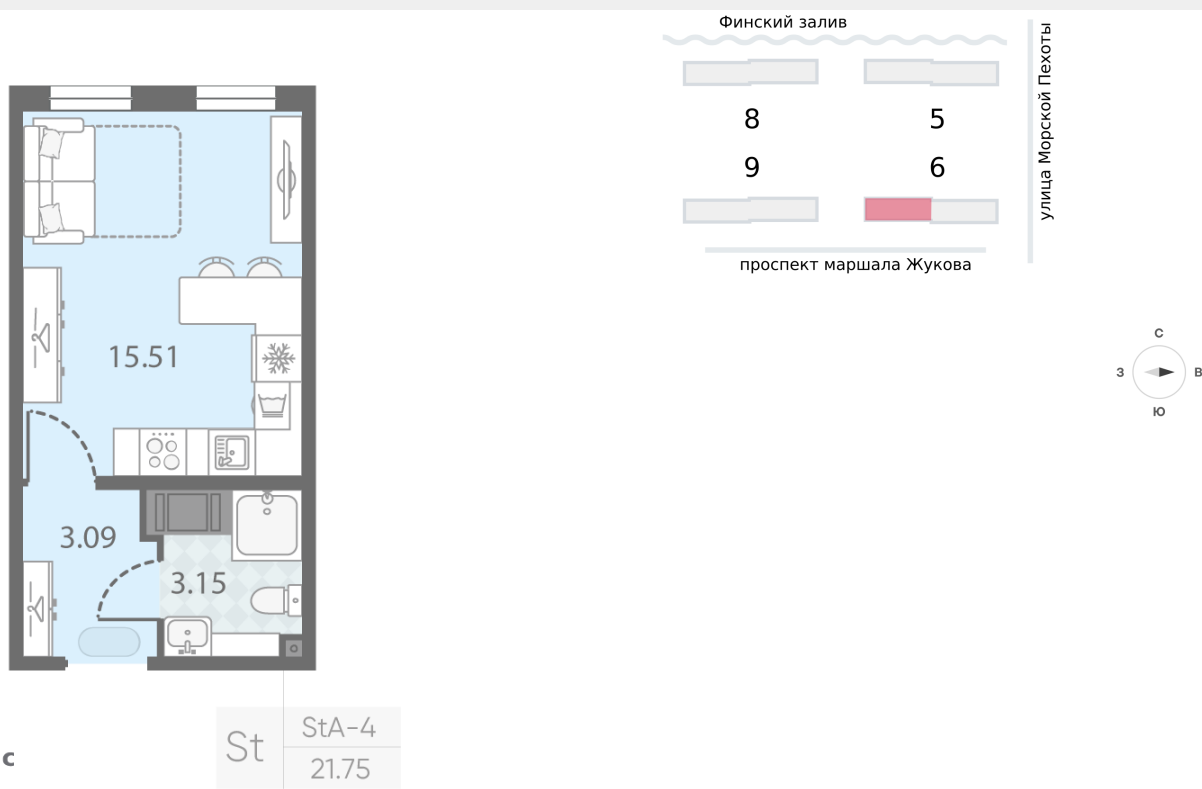 Финский залив
улица Морской Пехоты
8
5
9
6
проспект маршала Жукова
С
З
В
Ю
15.51
3.09
3.15
St
StA-4
21.75
с